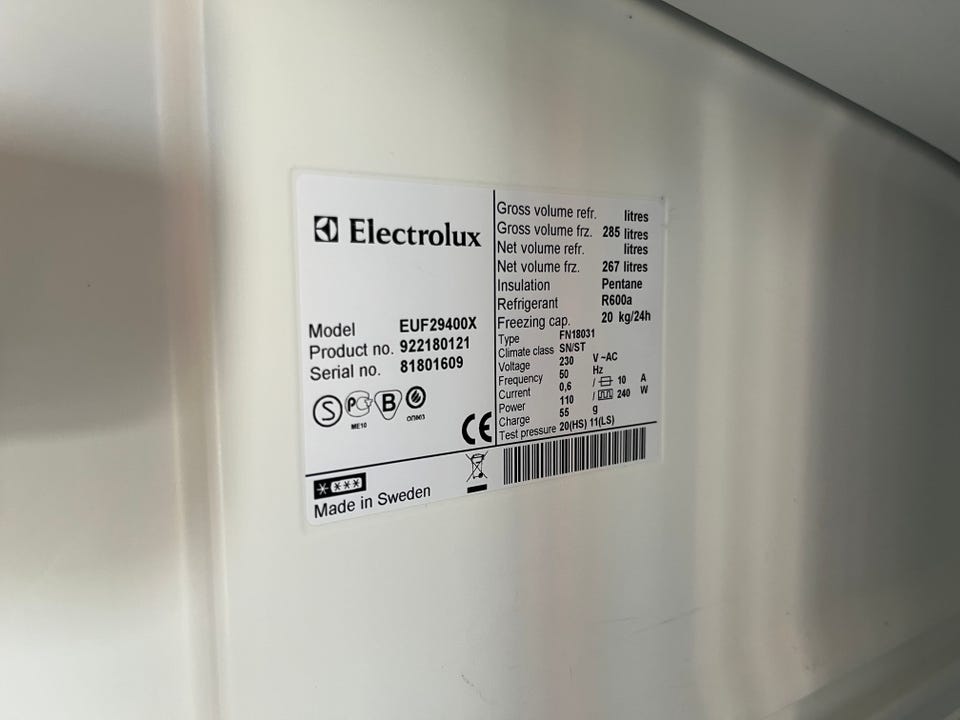 Electrolux
Model EUF29400X
Product no. 922180121
Serial no. 81801609
S PC B
ME10 ОП003
CE
Made in Sweden
Gross volume refr. litres
Gross volume frz. 285 litres
Net volume refr. litres
Net volume frz. 267 litres
Insulation Pentane
Refrigerant R600a
Freezing cap. 20 kg/24h
Type FN18031
Climate class SN/ST
Voltage 230 V ~AC
Frequency 50 Hz
Current 0,6 / 10 A
Power 110 / 240 W
Charge 55 g
Test pressure 20(HS) 11(LS)